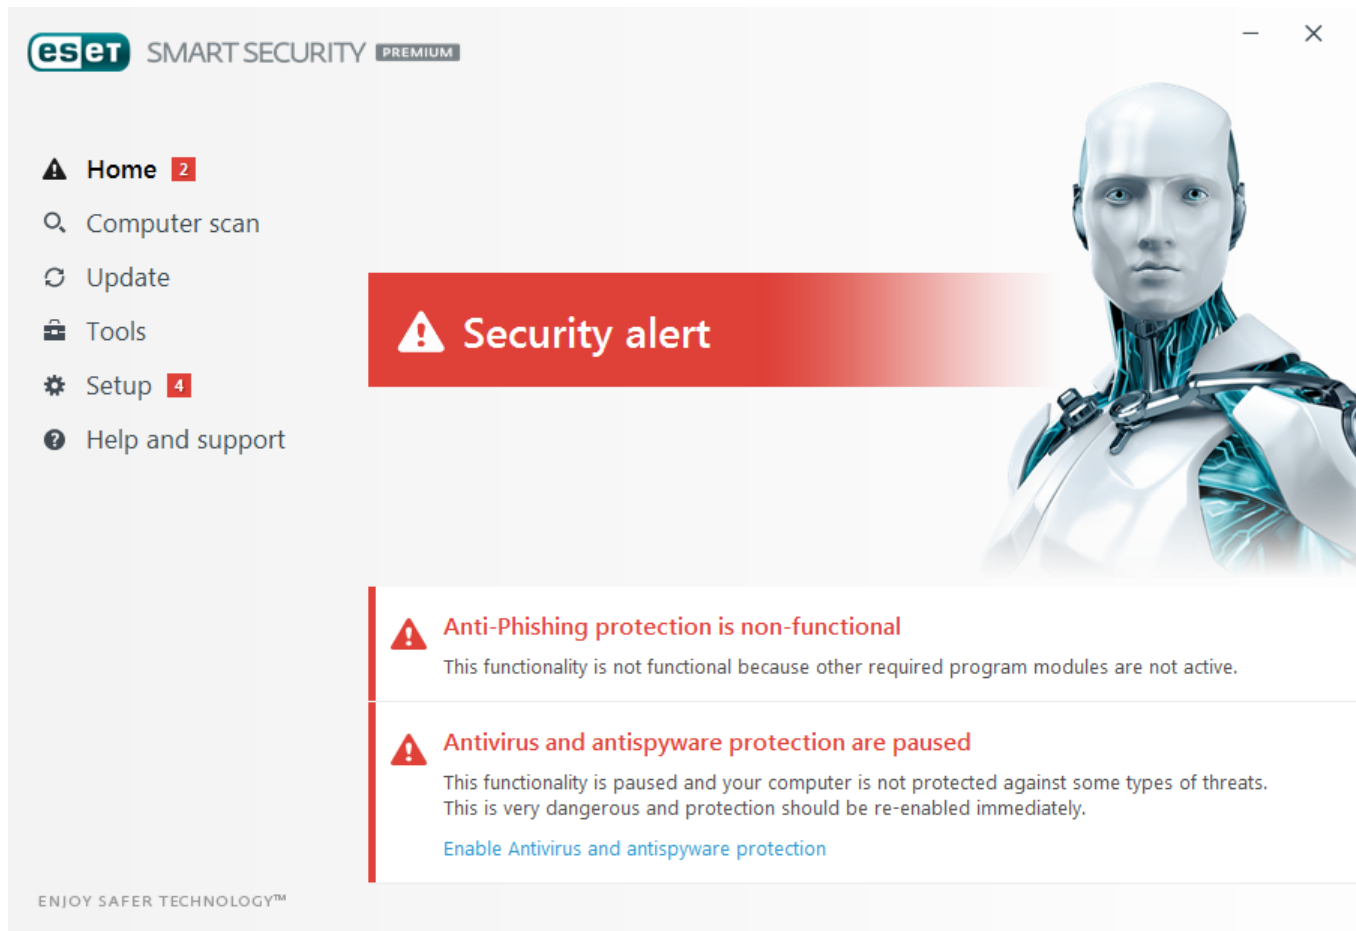 eset SMART SECURITY PREMIUM
Home 2
Computer scan
Update
Tools
Setup 4
Help and support
Security alert
Anti-Phishing protection is non-functional
This functionality is not functional because other required program modules are not active.
Antivirus and antispyware protection are paused
This functionality is paused and your computer is not protected against some types of threats.
This is very dangerous and protection should be re-enabled immediately.
Enable Antivirus and antispyware protection
ENJOY SAFER TECHNOLOGY™